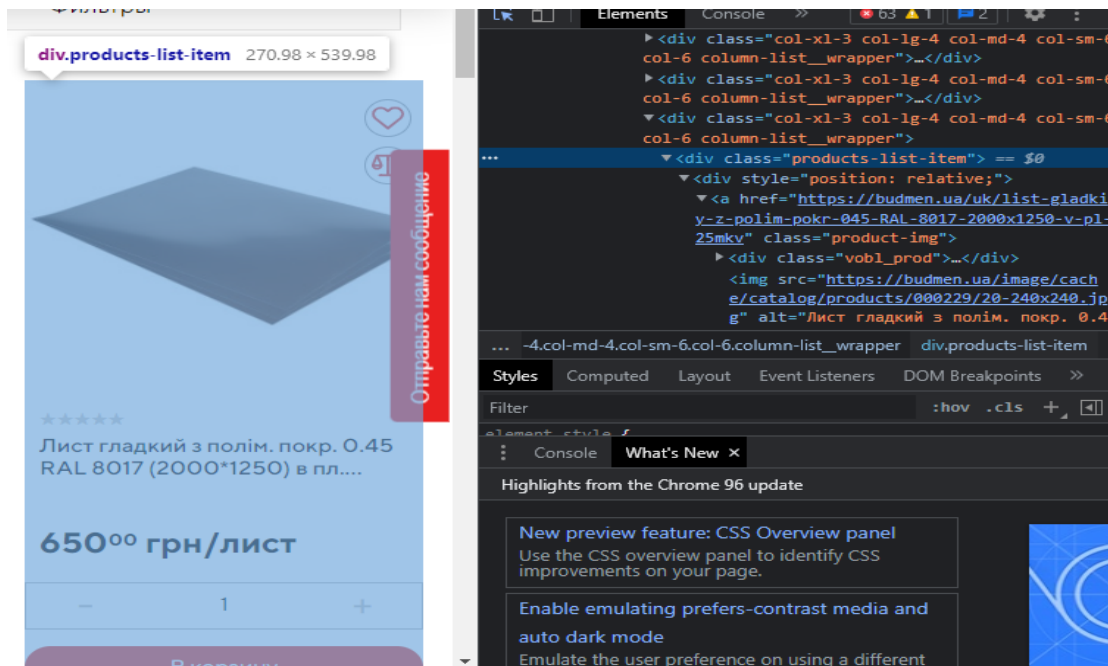 Фильтры
div.products-list-item 270.98 × 539.98
Отправьте нам сообщение
Лист гладкий з полім. покр. 0.45
RAL 8017 (2000*1250) в пл....
650⁰⁰ грн/лист
− 1 +
В корзину
Elements Console » 63 1 2
▶<div class="col-xl-3 col-lg-4 col-md-4 col-sm-6
col-6 column-list__wrapper">…</div>
▶<div class="col-xl-3 col-lg-4 col-md-4 col-sm-6
col-6 column-list__wrapper">…</div>
▼<div class="col-xl-3 col-lg-4 col-md-4 col-sm-6
col-6 column-list__wrapper">
… ▼<div class="products-list-item"> == $0
▼<div style="position: relative;">
▼<a href="https://budmen.ua/uk/list-gladki
y-z-polim-pokr-045-RAL-8017-2000x1250-v-pl-
25mkv" class="product-img">
▶<div class="vobl_prod">…</div>
<img src="https://budmen.ua/image/cach
e/catalog/products/000229/20-240x240.jp
g" alt="Лист гладкий з полім. покр. 0.4
... -4.col-md-4.col-sm-6.col-6.column-list__wrapper div.products-list-item
Styles Computed Layout Event Listeners DOM Breakpoints »
Filter :hov .cls +
element.style {
Console What's New ×
Highlights from the Chrome 96 update
New preview feature: CSS Overview panel
Use the CSS overview panel to identify CSS
improvements on your page.
Enable emulating prefers-contrast media and
auto dark mode
Emulate the user preference on using a different